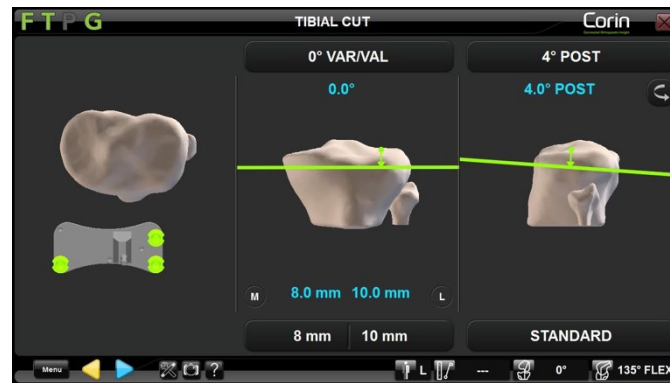 F T P G
TIBIAL CUT
Corin
0° VAR/VAL
4° POST
0.0°
4.0° POST
M
8.0 mm 10.0 mm
L
8 mm 10 mm
STANDARD
Menu
?
L
---
0°
135° FLEX